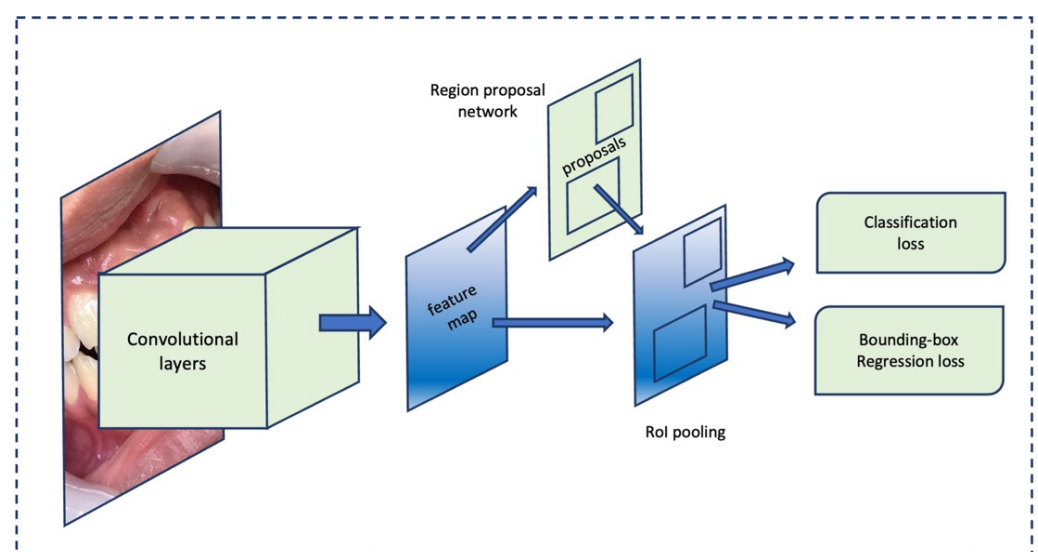 Region proposal
network
proposals
Convolutional
layers
feature
map
Classification
loss
Bounding-box
Regression loss
RoI pooling